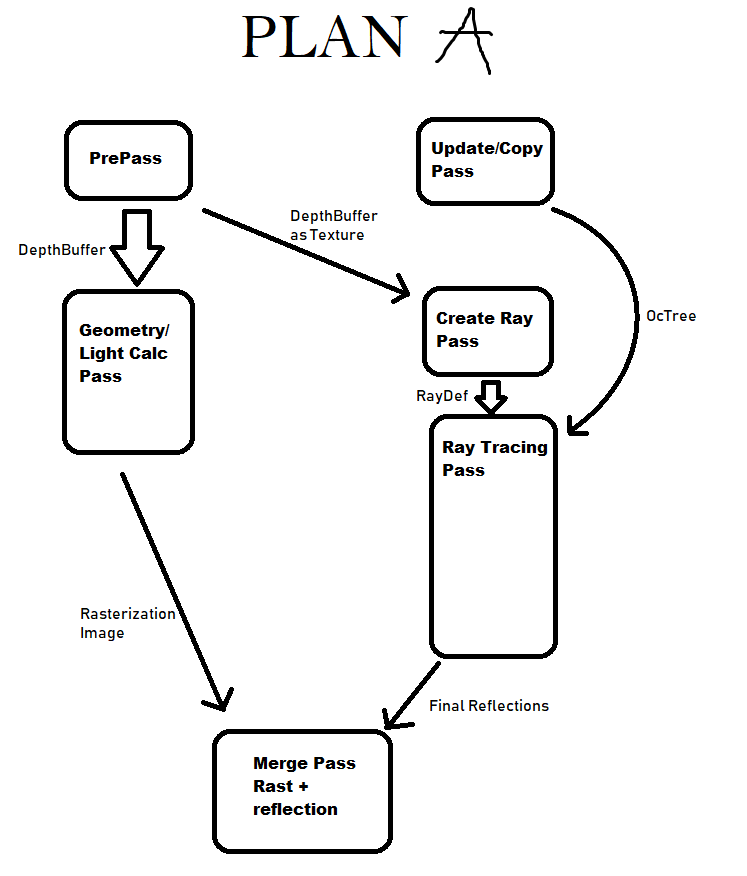 PLAN A
PrePass
Update/Copy
Pass
DepthBuffer
as Texture
DepthBuffer
Geometry/
Light Calc
Pass
Create Ray
Pass
OcTree
RayDef
Ray Tracing
Pass
Rasterization
Image
Final Reflections
Merge Pass
Rast +
reflection